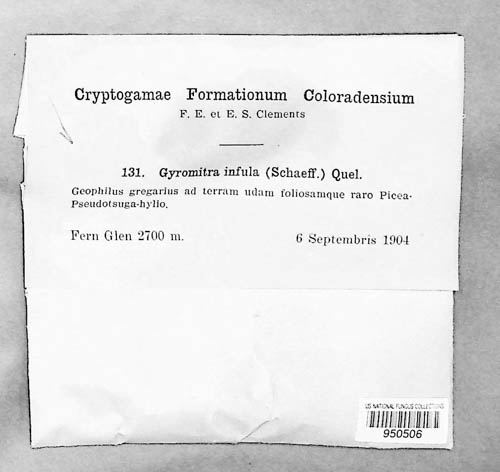 Cryptogamae Formationum Coloradensium
F. E. et E. S. Clements
131. Gyromitra infula (Schaeff.) Quel.
Geophilus gregarius ad terram udam foliosamque raro Picea-
Pseudotsuga-hylio.
Fern Glen 2700 m. 6 Septembris 1904
US NATIONAL FUNGUS COLLECTIONS
950506